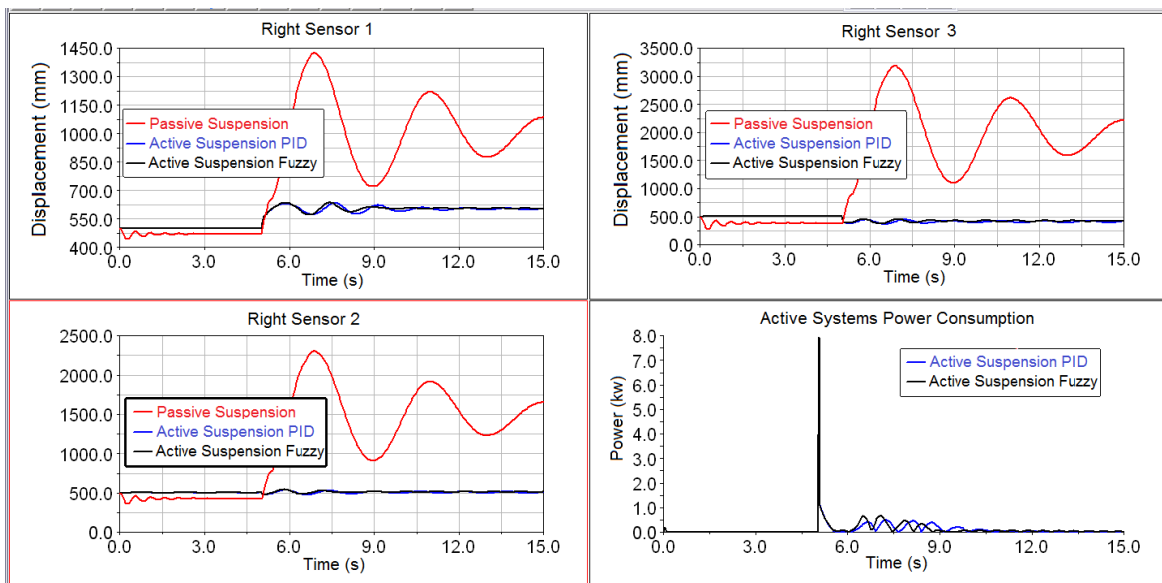 Right Sensor 1
Displacement (mm)
1450.0
1300.0
1150.0
1000.0
850.0
700.0
550.0
400.0
Passive Suspension
Active Suspension PID
Active Suspension Fuzzy
0.0 3.0 6.0 9.0 12.0 15.0
Time (s)
Right Sensor 3
Displacement (mm)
3500.0
3000.0
2500.0
2000.0
1500.0
1000.0
500.0
0.0
Passive Suspension
Active Suspension PID
Active Suspension Fuzzy
0.0 3.0 6.0 9.0 12.0 15.0
Time (s)
Right Sensor 2
2500.0
2000.0
1500.0
1000.0
500.0
0.0
Passive Suspension
Active Suspension PID
Active Suspension Fuzzy
0.0 3.0 6.0 9.0 12.0 15.0
Time (s)
Active Systems Power Consumption
Power (kw)
8.0
7.0
6.0
5.0
4.0
3.0
2.0
1.0
0.0
Active Suspension PID
Active Suspension Fuzzy
0.0 3.0 6.0 9.0 12.0 15.0
Time (s)